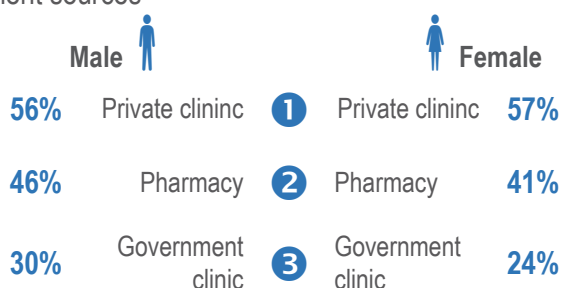 sources
Male Female
56% Private clininc 1 Private clininc 57%
46% Pharmacy 2 Pharmacy 41%
30% Government clinic 3 Government clinic 24%